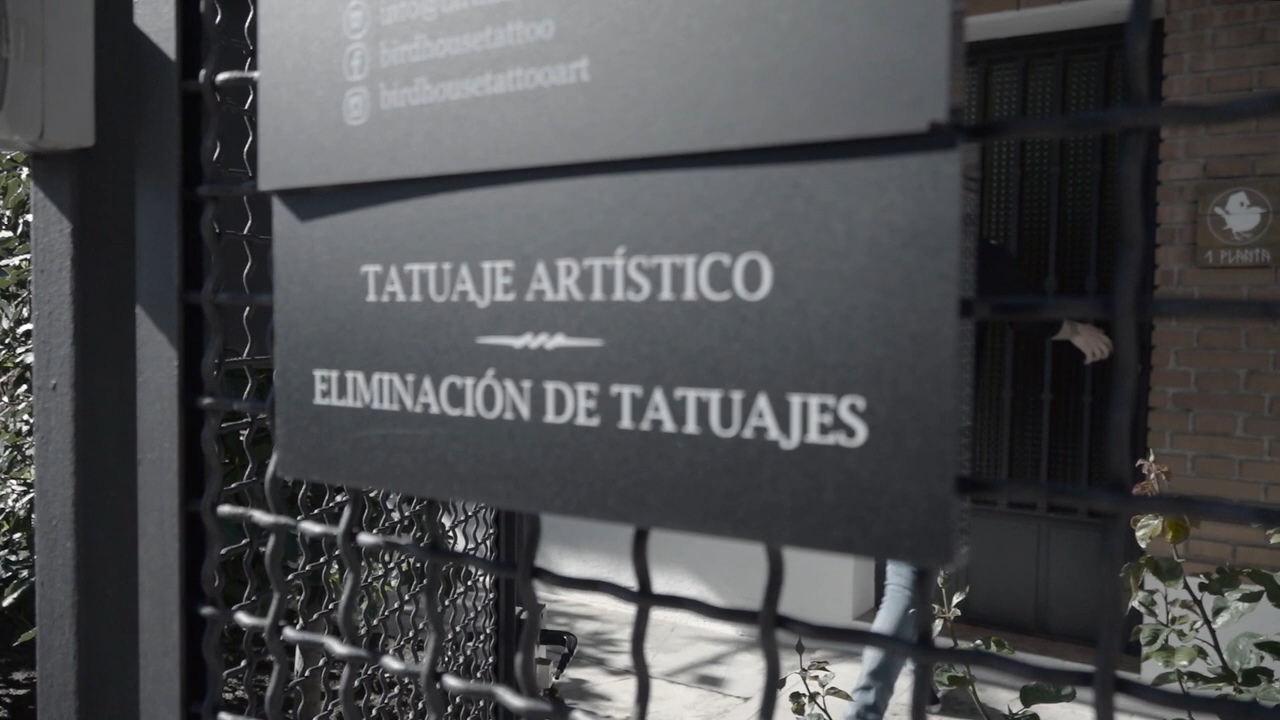 birdhousetattoo
birdhousetattooart
TATUAJE ARTÍSTICO
ELIMINACIÓN DE TATUAJES
1 PLANTA